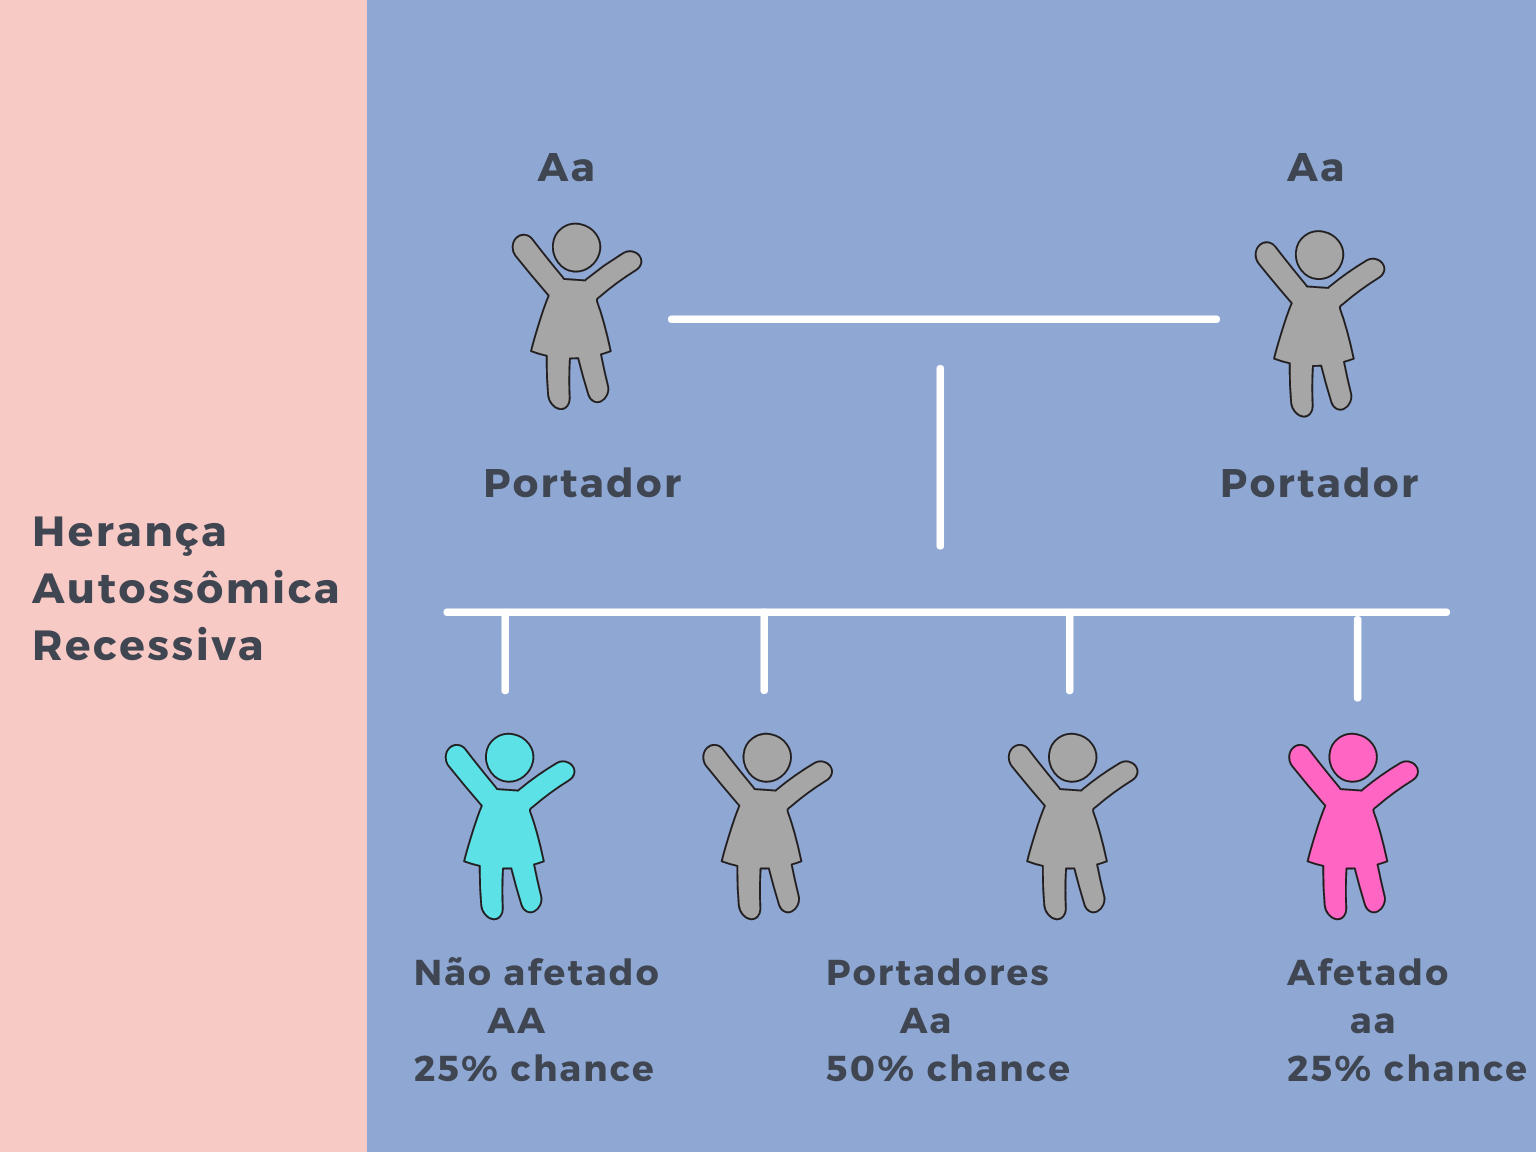 Herança
Autossômica
Recessiva
Aa
Aa
Portador
Portador
Não afetado
AA
25% chance
Portadores
Aa
50% chance
Afetado
aa
25% chance